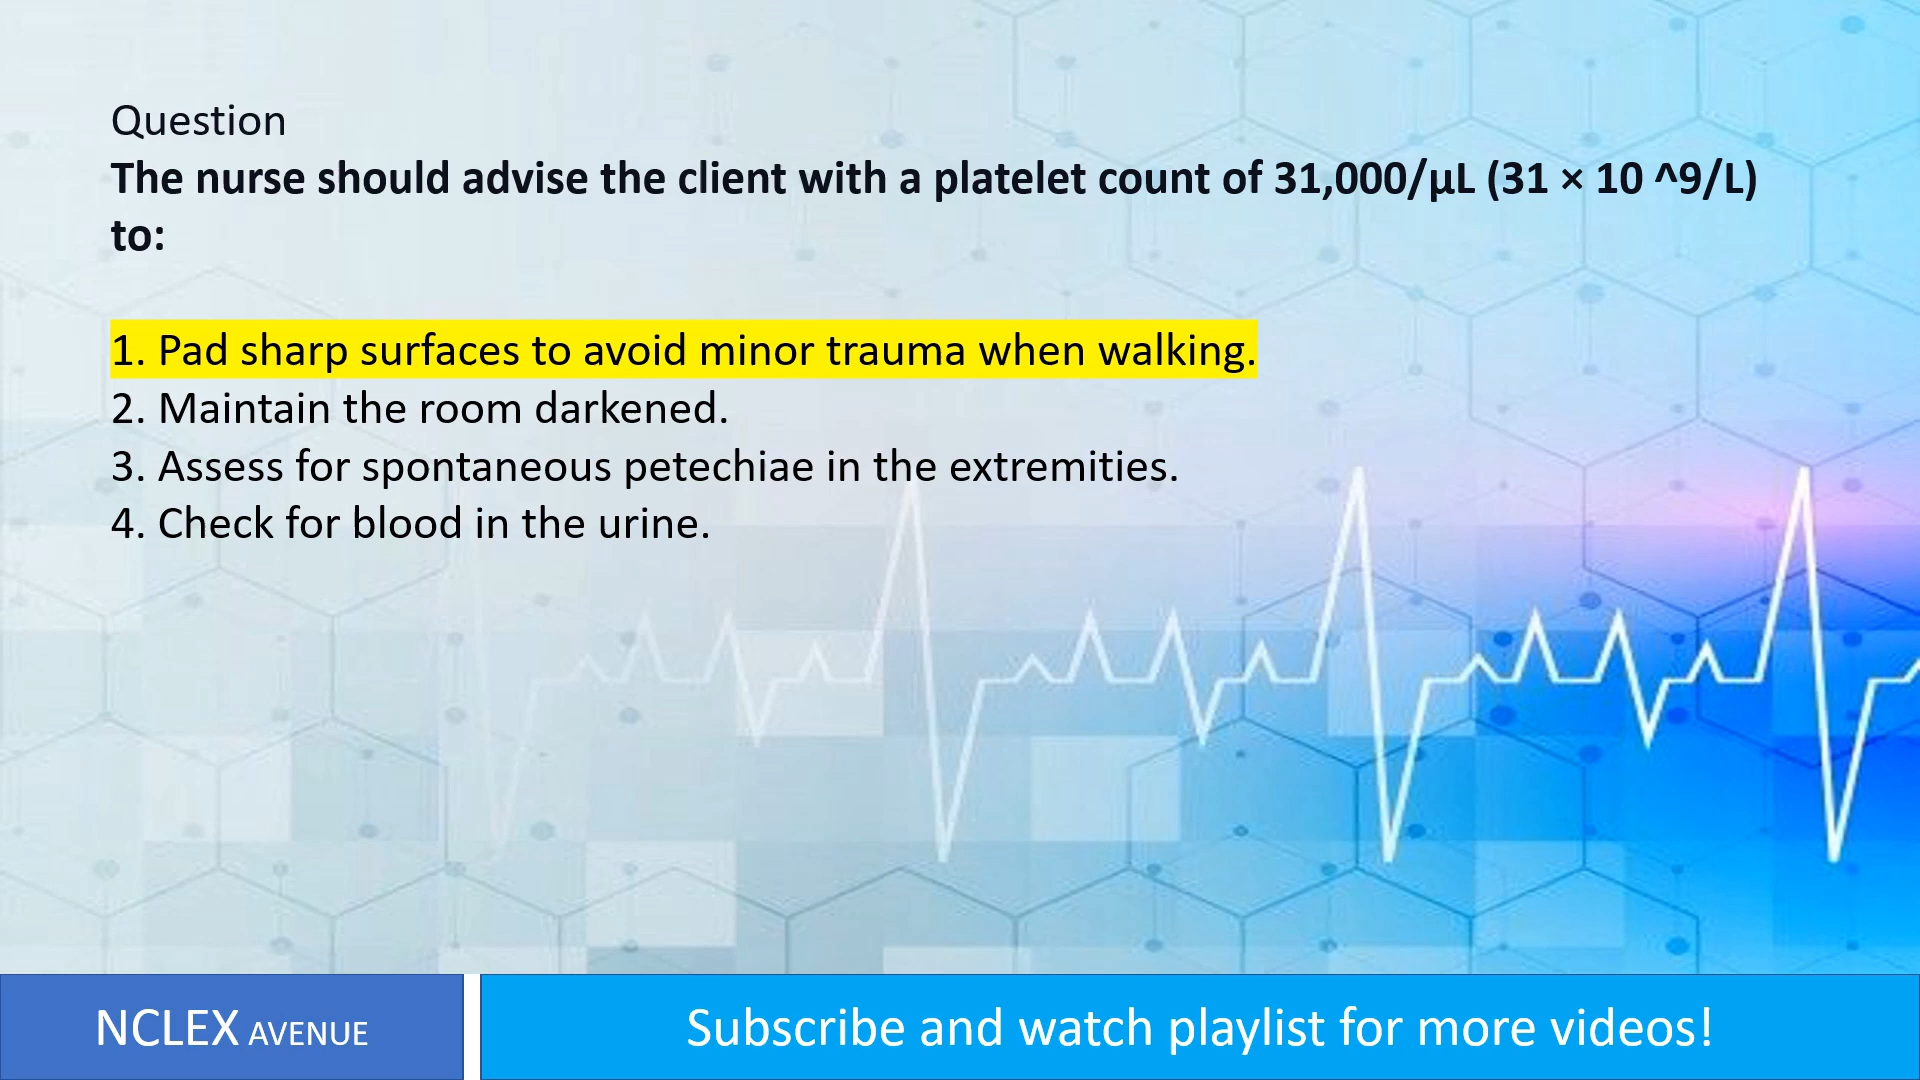 Question
The nurse should advise the client with a platelet count of 31,000/µL (31 × 10 ^9/L)
to:
1. Pad sharp surfaces to avoid minor trauma when walking.
2. Maintain the room darkened.
3. Assess for spontaneous petechiae in the extremities.
4. Check for blood in the urine.
NCLEX AVENUE
Subscribe and watch playlist for more videos!